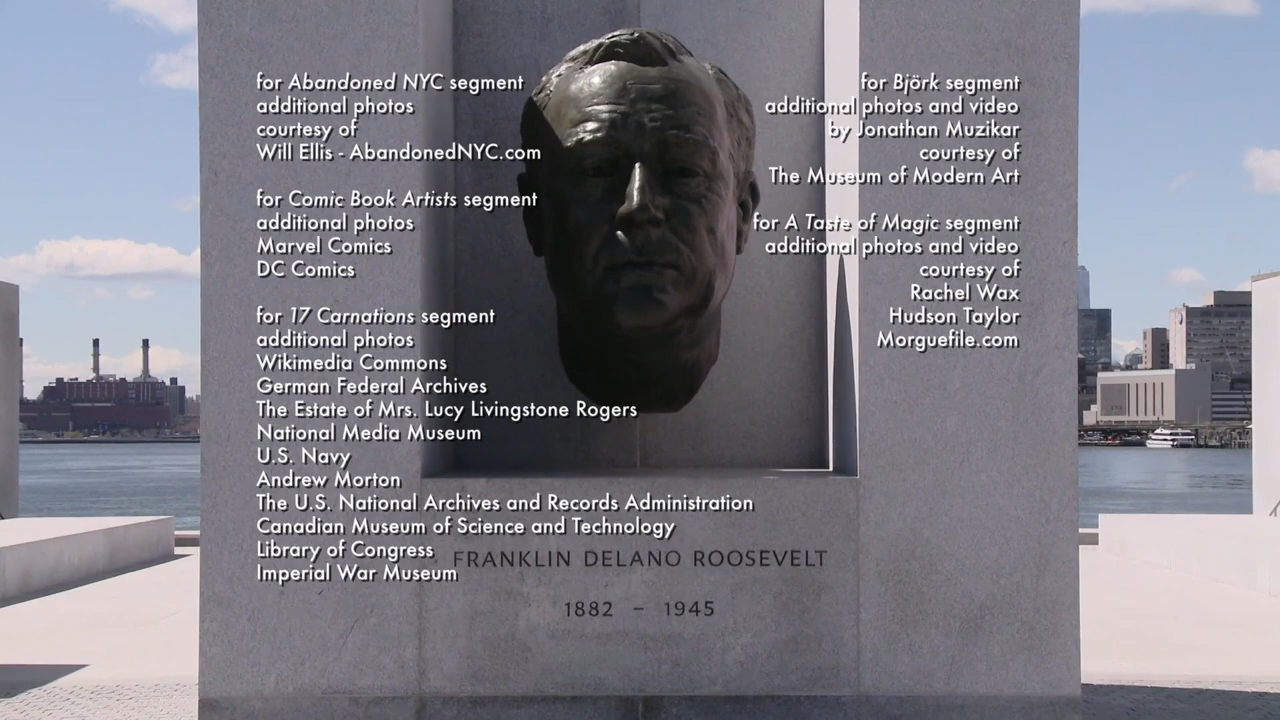 for Abandoned NYC segment
additional photos
courtesy of
Will Ellis - AbandonedNYC.com
for Comic Book Artists segment
additional photos
Marvel Comics
DC Comics
for 17 Carnations segment
additional photos
Wikimedia Commons
German Federal Archives
The Estate of Mrs. Lucy Livingstone Rogers
National Media Museum
U.S. Navy
Andrew Morton
The U.S. National Archives and Records Administration
Canadian Museum of Science and Technology
Library of Congress
Imperial War Museum
for Björk segment
additional photos and video
by Jonathan Muzikar
courtesy of
The Museum of Modern Art
for A Taste of Magic segment
additional photos and video
courtesy of
Rachel Wax
Hudson Taylor
Morguefile.com
FRANKLIN DELANO ROOSEVELT
1882 – 1945